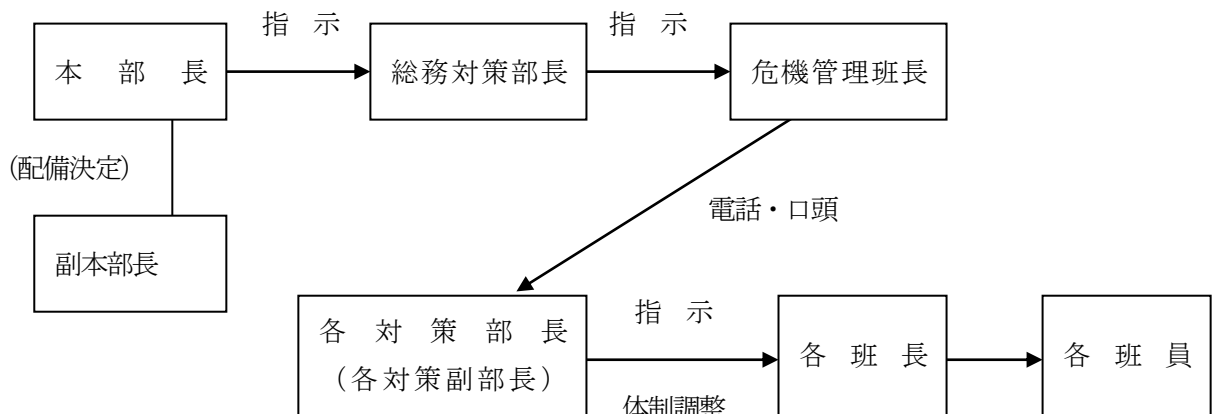 指 示
指 示
本 部 長
総務対策部長
危機管理班長
(配備決定)
電話・口頭
副本部長
指 示
各 対 策 部 長
(各対策副部長)
各 班 長
各 班 員
体制調整